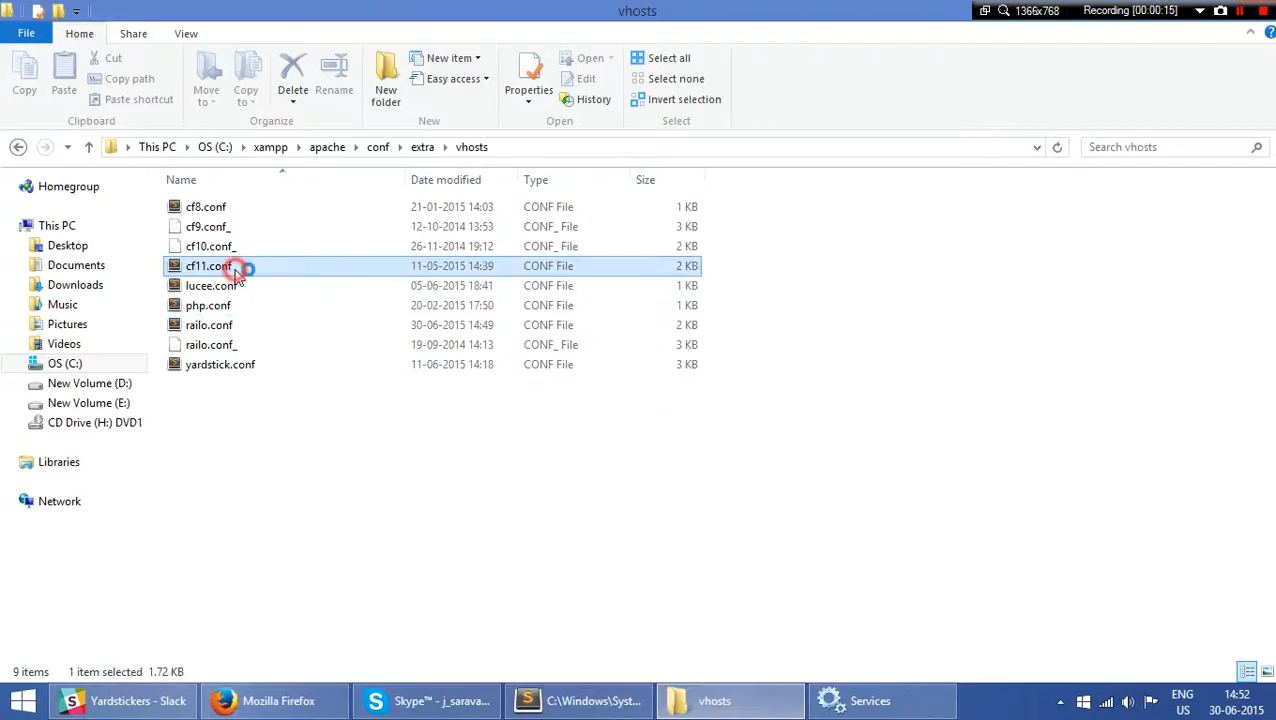 vhosts
1366x768
Recording [00:00:15]
File
Home
Share
View
Copy
Paste
Cut
Copy path
Paste shortcut
Clipboard
Move to
Copy to
Delete
Rename
Organize
New folder
New item
Easy access
New
Properties
Open
Edit
History
Open
Select all
Select none
Invert selection
Select
This PC
OS (C:)
xampp
apache
conf
extra
vhosts
Search vhosts
Name
Date modified
Type
Size
cf8.conf 21-01-2015 14:03 CONF File 1 KB
cf9.conf_ 12-10-2014 13:53 CONF_ File 3 KB
cf10.conf_ 26-11-2014 19:12 CONF_ File 2 KB
cf11.conf 11-05-2015 14:39 CONF File 2 KB
lucee.conf 05-06-2015 18:41 CONF File 1 KB
php.conf 20-02-2015 17:50 CONF File 1 KB
railo.conf 30-06-2015 14:49 CONF File 2 KB
railo.conf_ 19-09-2014 14:13 CONF_ File 3 KB
yardstick.conf 11-06-2015 14:18 CONF File 3 KB
Homegroup
This PC
Desktop
Documents
Downloads
Music
Pictures
Videos
OS (C:)
New Volume (D:)
New Volume (E:)
CD Drive (H:) DVD1
Libraries
Network
9 items
1 item selected 1.72 KB
Yardstickers - Slack
Mozilla Firefox
Skype™ - j_sarava...
C:\Windows\Syst...
vhosts
Services
ENG
US
14:52
30-06-2015